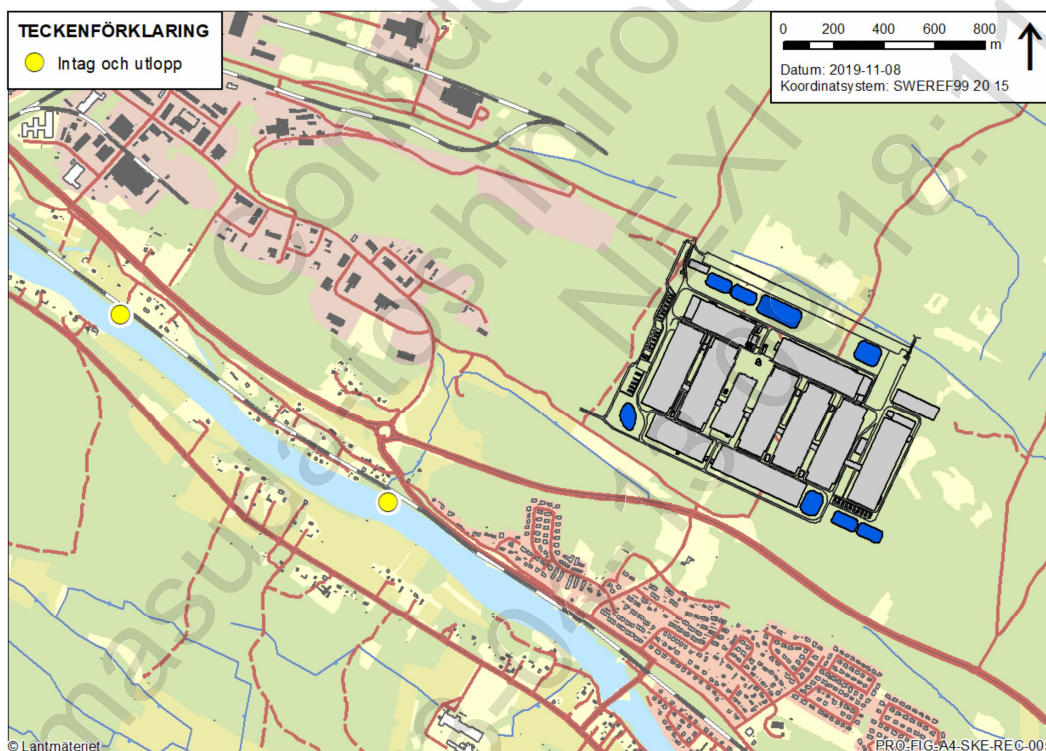 TECKENFÖRKLARING
Intag och utlopp
0 200 400 600 800
m
Datum: 2019-11-08
Koordinatsystem: SWEREF99 20 15
NEXI
© Lantmäteriet
PRO-FIG-A4-SKE-REC-00